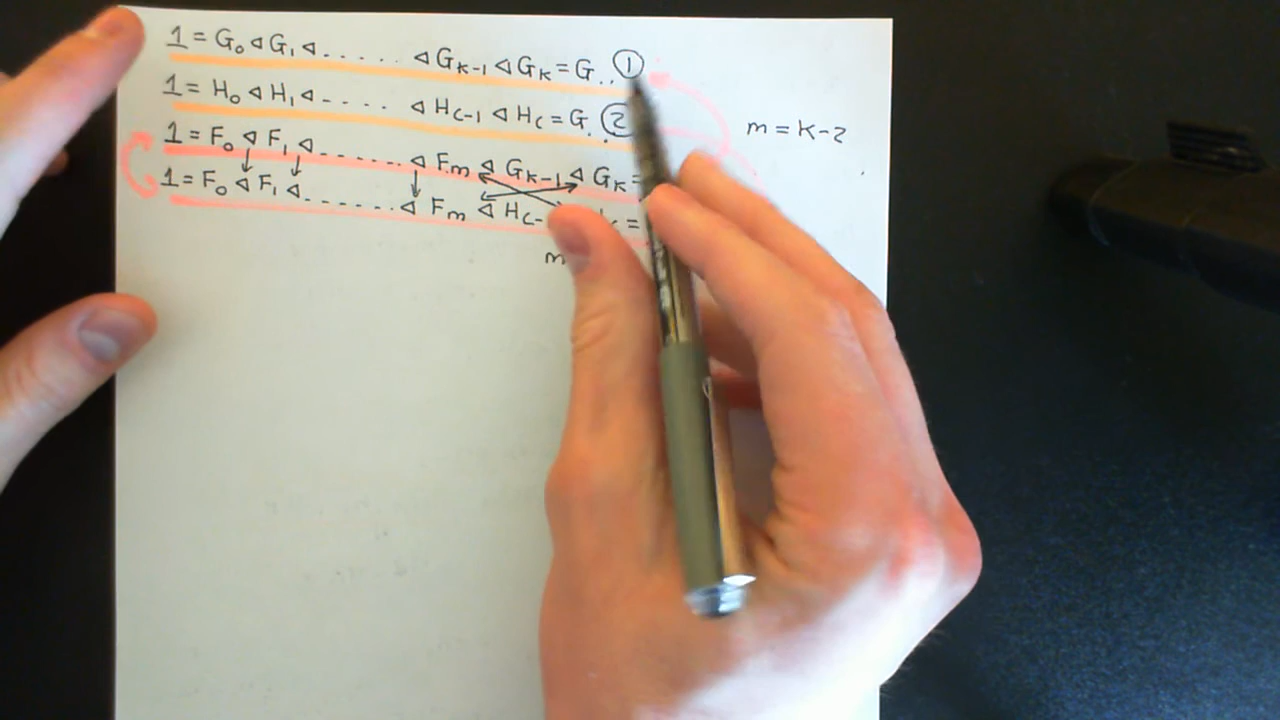 1 = G₀ ◁ G₁ ◁ . . . . . . ◁ G_{K-1} ◁ G_K = G . . ①
1 = H₀ ◁ H₁ ◁ - - - . . ◁ H_{C-1} ◁ H_C = G . . ②
m = K-2
1 = F₀ ◁ F₁ ◁ - - - - - - . ◁ F_m ◁ G_{K-1} ◁ G_K =
1 = F₀ ◁ F₁ ◁ - - - - - - . ◁ F_m ◁ H_{C- =
m